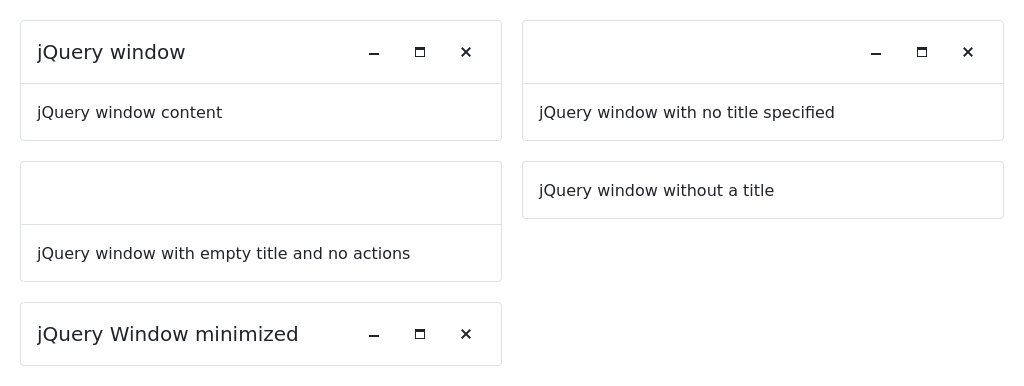 jQuery window
jQuery window content
jQuery window with no title specified
jQuery window with empty title and no actions
jQuery window without a title
jQuery Window minimized